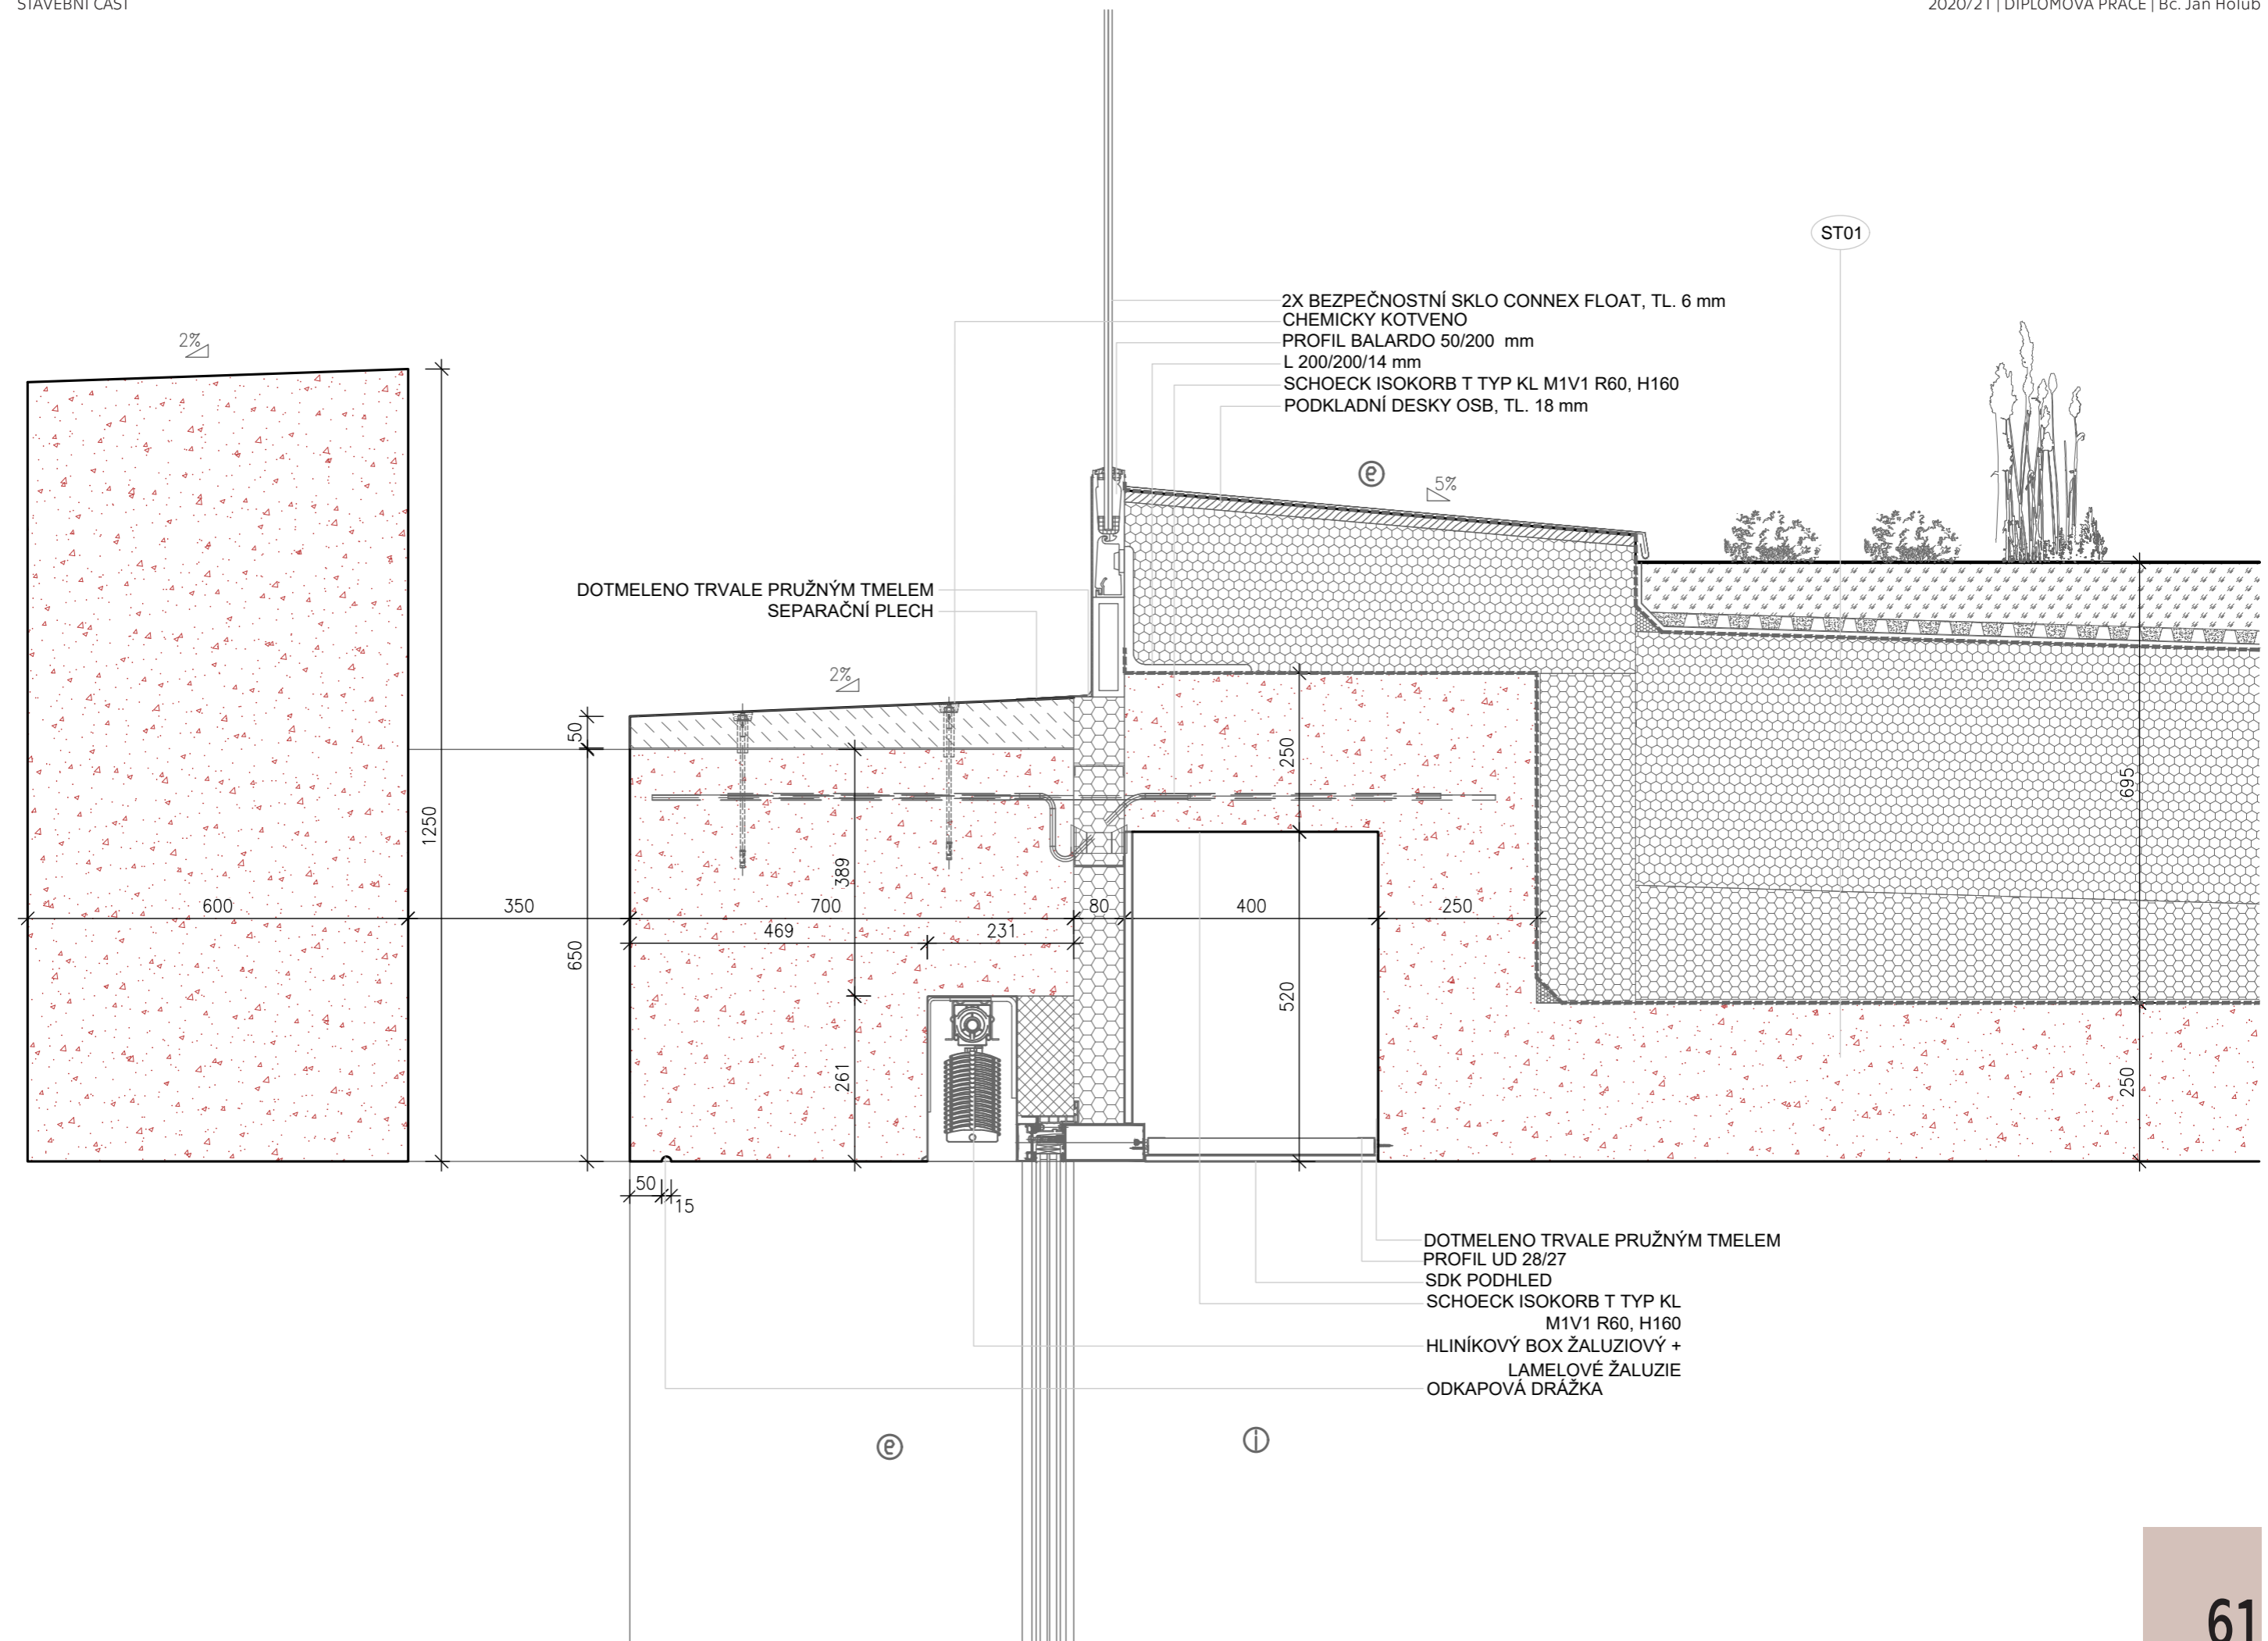 STAVEBNÍ ČÁST
2020/21 | DIPLOMOVÁ PRÁCE | Bc. Jan Holub
ST01
2X BEZPEČNOSTNÍ SKLO CONNEX FLOAT, TL. 6 mm
CHEMICKY KOTVENO
PROFIL BALARDO 50/200 mm
L 200/200/14 mm
SCHOECK ISOKORB T TYP KL M1V1 R60, H160
PODKLADNÍ DESKY OSB, TL. 18 mm
2%
e
5%
DOTMELENO TRVALE PRUŽNÝM TMELEM
SEPARAČNÍ PLECH
2%
50
250
695
1250
389
600
350
700
80
400
250
469
231
650
520
261
250
50
15
DOTMELENO TRVALE PRUŽNÝM TMELEM
PROFIL UD 28/27
SDK PODHLED
SCHOECK ISOKORB T TYP KL
M1V1 R60, H160
HLINÍKOVÝ BOX ŽALUZIOVÝ +
LAMELOVÉ ŽALUZIE
ODKAPOVÁ DRÁŽKA
e
i
61